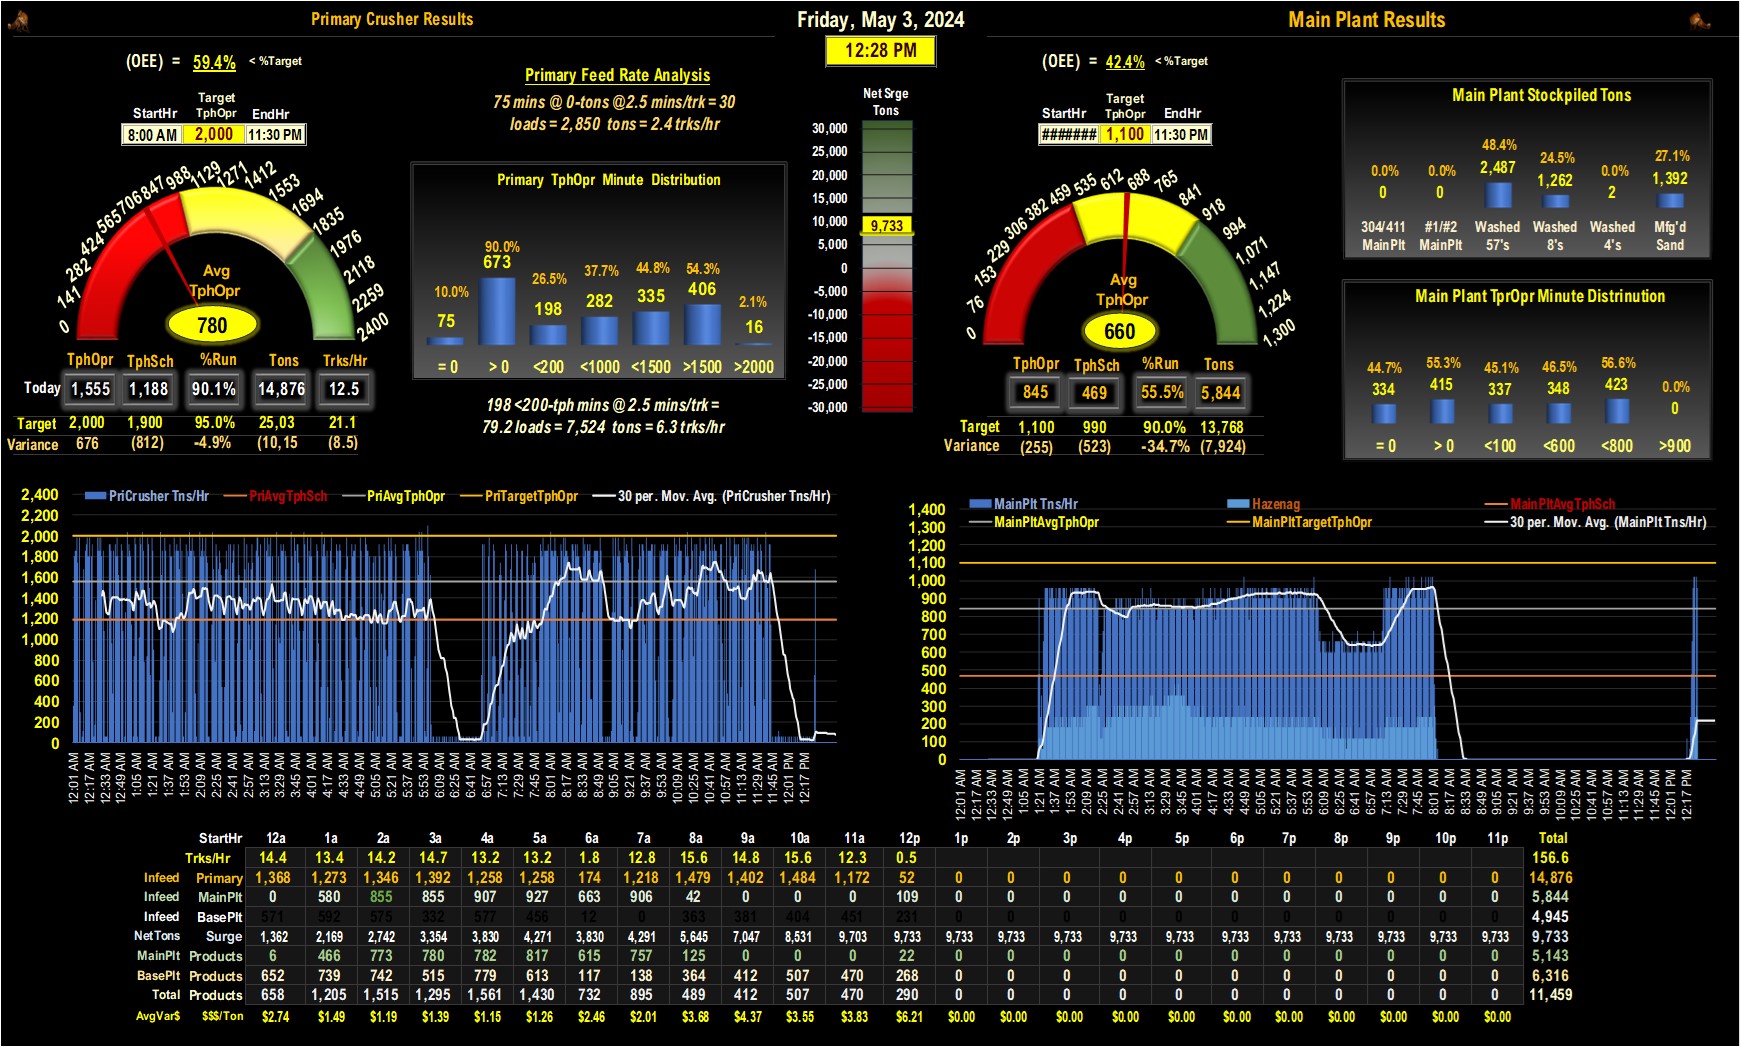 Primary Crusher Results
Friday, May 3, 2024
Main Plant Results
12:28 PM
(OEE) = 59.4% < %Target
Target
StartHr TphOpr EndHr
8:00 AM 2,000 11:30 PM
0 141 282 424 565 706 847 988 1129 1271 1412 1553 1694 1835 1976 2118 2259 2400
Avg
TphOpr
780
TphOpr TphSch %Run Tons Trks/Hr
Today 1,555 1,188 90.1% 14,876 12.5
Target 2,000 1,900 95.0% 25,03 21.1
Variance 676 (812) -4.9% (10,15 (8.5)
Primary Feed Rate Analysis
75 mins @ 0-tons @2.5 mins/trk = 30
loads = 2,850 tons = 2.4 trks/hr
Primary TphOpr Minute Distribution
10.0% 90.0% 26.5% 37.7% 44.8% 54.3% 2.1%
75 673 198 282 335 406 16
= 0 > 0 <200 <1000 <1500 >1500 >2000
198 <200-tph mins @ 2.5 mins/trk =
79.2 loads = 7,524 tons = 6.3 trks/hr
Net Srge
Tons
30,000
25,000
20,000
15,000
10,000
9,733
5,000
0
-5,000
-10,000
-15,000
-20,000
-25,000
-30,000
(OEE) = 42.4% < %Target
Target
StartHr TphOpr EndHr
####### 1,100 11:30 PM
0 76 153 229 306 382 459 535 612 688 765 841 918 994 1,071 1,147 1,224 1,300
Avg
TphOpr
660
TphOpr TphSch %Run Tons
845 469 55.5% 5,844
Target 1,100 990 90.0% 13,768
Variance (255) (523) -34.7% (7,924)
Main Plant Stockpiled Tons
0.0% 0.0% 48.4% 24.5% 0.0% 27.1%
0 0 2,487 1,262 2 1,392
304/411 #1/#2 Washed Washed Washed Mfg'd
MainPlt MainPlt 57's 8's 4's Sand
Main Plant TprOpr Minute Distrinution
44.7% 55.3% 45.1% 46.5% 56.6% 0.0%
334 415 337 348 423 0
= 0 > 0 <100 <600 <800 >900
PriCrusher Tns/Hr PriAvgTphSch PriAvgTphOpr PriTargetTphOpr 30 per. Mov. Avg. (PriCrusher Tns/Hr)
2,400
2,200
2,000
1,800
1,600
1,400
1,200
1,000
800
600
400
200
0
12:01 AM 12:17 AM 12:33 AM 12:49 AM 1:05 AM 1:21 AM 1:37 AM 1:53 AM 2:09 AM 2:25 AM 2:41 AM 2:57 AM 3:13 AM 3:29 AM 3:45 AM 4:01 AM 4:17 AM 4:33 AM 4:49 AM 5:05 AM 5:21 AM 5:37 AM 5:53 AM 6:09 AM 6:25 AM 6:41 AM 6:57 AM 7:13 AM 7:29 AM 7:45 AM 8:01 AM 8:17 AM 8:33 AM 8:49 AM 9:05 AM 9:21 AM 9:37 AM 9:53 AM 10:09 AM 10:25 AM 10:41 AM 10:57 AM 11:13 AM 11:29 AM 11:45 AM 12:01 PM 12:17 PM
MainPlt Tns/Hr Hazenag MainPltAvgTphSch
MainPltAvgTphOpr MainPltTargetTphOpr 30 per. Mov. Avg. (MainPlt Tns/Hr)
1,400
1,300
1,200
1,100
1,000
900
800
700
600
500
400
300
200
100
0
12:01 AM 12:17 AM 12:33 AM 12:49 AM 1:05 AM 1:21 AM 1:37 AM 1:53 AM 2:09 AM 2:25 AM 2:41 AM 2:57 AM 3:13 AM 3:29 AM 3:45 AM 4:01 AM 4:17 AM 4:33 AM 4:49 AM 5:05 AM 5:21 AM 5:37 AM 5:53 AM 6:09 AM 6:25 AM 6:41 AM 6:57 AM 7:13 AM 7:29 AM 7:45 AM 8:01 AM 8:17 AM 8:33 AM 8:49 AM 9:05 AM 9:21 AM 9:37 AM 9:53 AM 10:09 AM 10:25 AM 10:41 AM 10:57 AM 11:13 AM 11:29 AM 11:45 AM 12:01 PM 12:17 PM
StartHr 12a 1a 2a 3a 4a 5a 6a 7a 8a 9a 10a 11a 12p 1p 2p 3p 4p 5p 6p 7p 8p 9p 10p 11p Total
Trks/Hr 14.4 13.4 14.2 14.7 13.2 13.2 1.8 12.8 15.6 14.8 15.6 12.3 0.5 156.6
Infeed Primary 1,368 1,273 1,346 1,392 1,258 1,258 174 1,218 1,479 1,402 1,484 1,172 52 0 0 0 0 0 0 0 0 0 0 0 14,876
Infeed MainPlt 0 580 855 855 907 927 663 906 42 0 0 0 109 0 0 0 0 0 0 0 0 0 0 0 5,844
Infeed BasePlt 571 592 575 332 577 456 12 0 363 381 404 451 231 0 0 0 0 0 0 0 0 0 0 0 4,945
NetTons Surge 1,362 2,169 2,742 3,354 3,830 4,271 3,830 4,291 5,645 7,047 8,531 9,703 9,733 9,733 9,733 9,733 9,733 9,733 9,733 9,733 9,733 9,733 9,733 9,733 9,733
MainPlt Products 6 466 773 780 782 817 615 757 125 0 0 0 22 0 0 0 0 0 0 0 0 0 0 0 5,143
BasePlt Products 652 739 742 515 779 613 117 138 364 412 507 470 268 0 0 0 0 0 0 0 0 0 0 0 6,316
Total Products 658 1,205 1,515 1,295 1,561 1,430 732 895 489 412 507 470 290 0 0 0 0 0 0 0 0 0 0 0 11,459
AvgVar$ $$$/Ton $2.74 $1.49 $1.19 $1.39 $1.15 $1.26 $2.46 $2.01 $3.68 $4.37 $3.55 $3.83 $6.21 $0.00 $0.00 $0.00 $0.00 $0.00 $0.00 $0.00 $0.00 $0.00 $0.00 $0.00